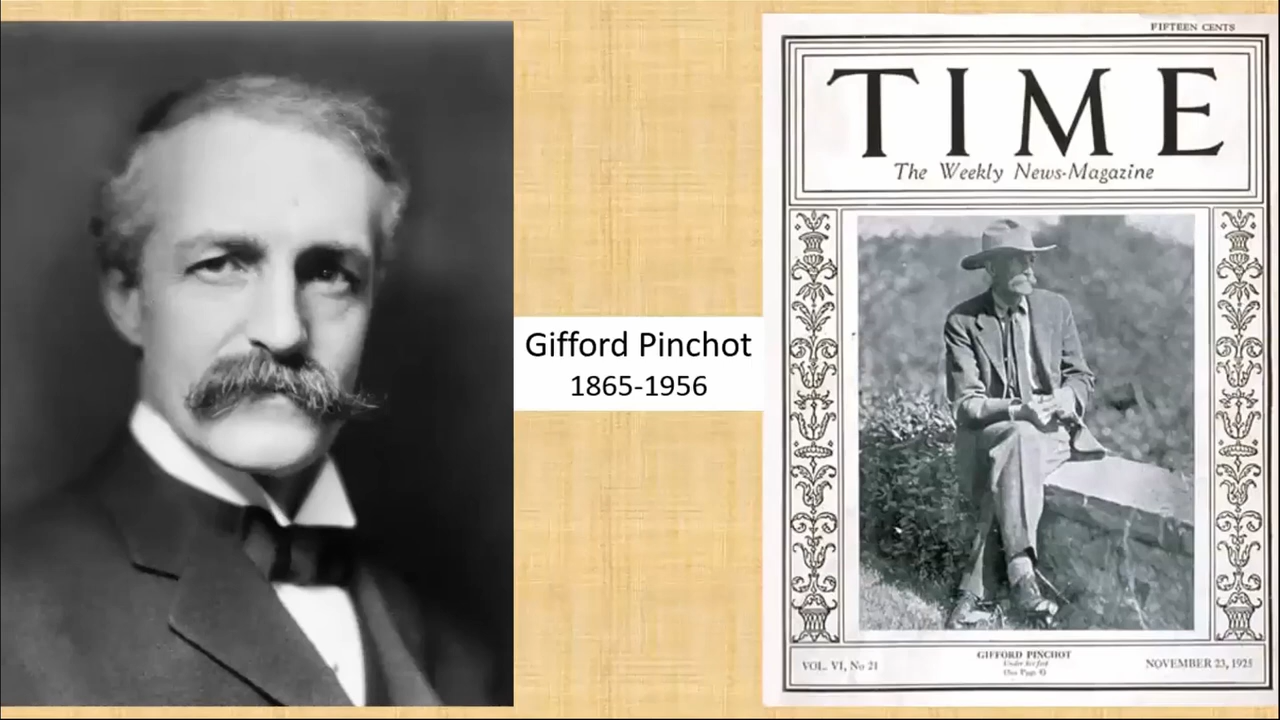 Gifford Pinchot
1865-1956
FIFTEEN CENTS
TIME
The Weekly News-Magazine
VOL. VI, No 21
GIFFORD PINCHOT
NOVEMBER 23, 1925